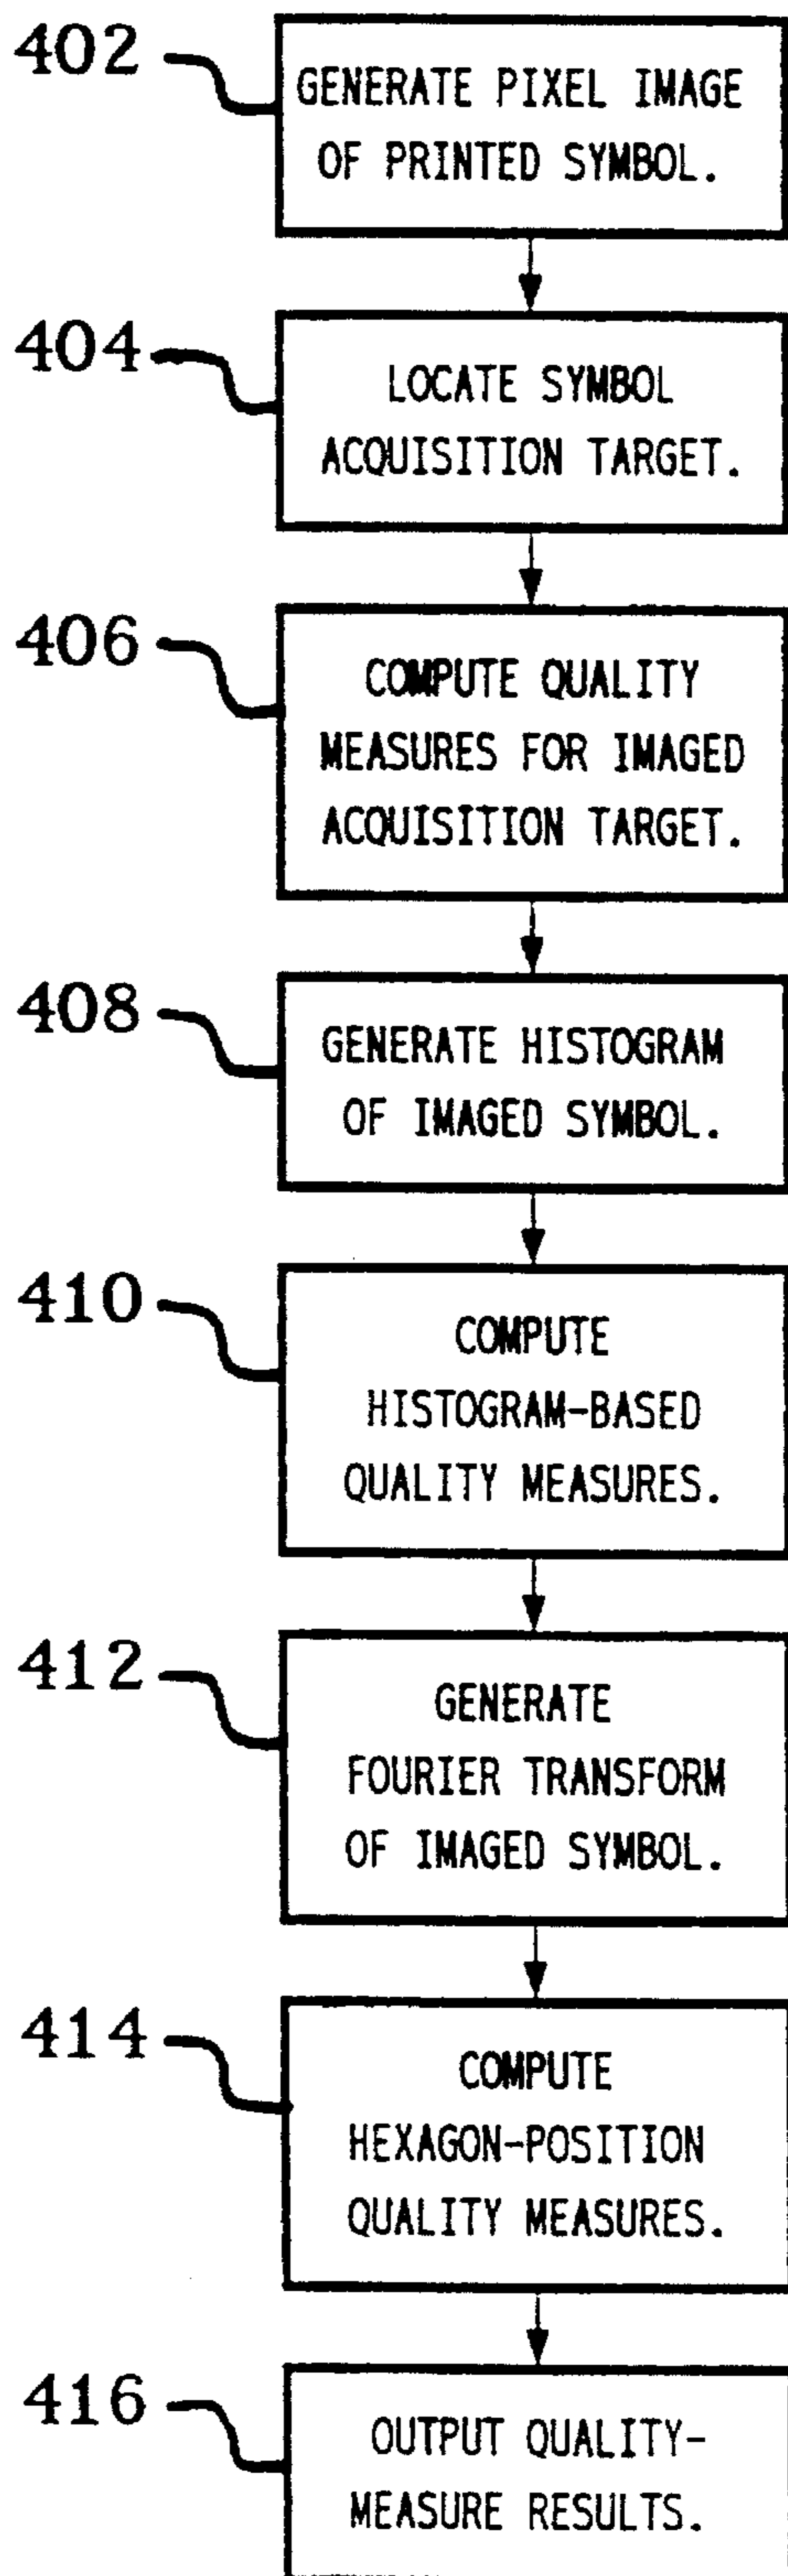 402
GENERATE PIXEL IMAGE
OF PRINTED SYMBOL.
404
LOCATE SYMBOL
ACQUISITION TARGET.
406
COMPUTE QUALITY
MEASURES FOR IMAGED
ACQUISITION TARGET.
408
GENERATE HISTOGRAM
OF IMAGED SYMBOL.
410
COMPUTE
HISTOGRAM-BASED
QUALITY MEASURES.
412
GENERATE
FOURIER TRANSFORM
OF IMAGED SYMBOL.
414
COMPUTE
HEXAGON-POSITION
QUALITY MEASURES.
416
OUTPUT QUALITY-
MEASURE RESULTS.